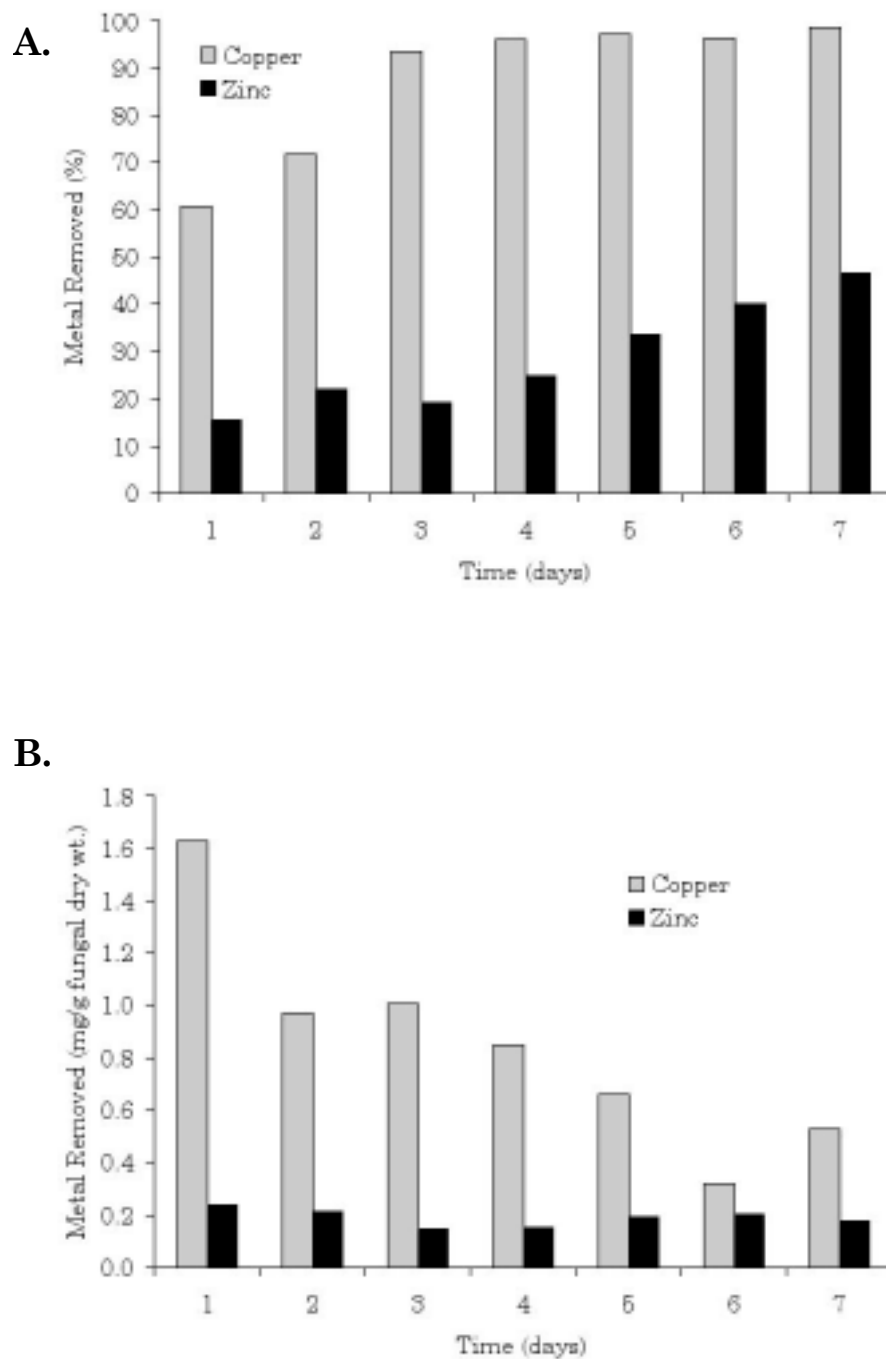 A.
Copper
Zinc
Metal Removed (%)
100
90
80
70
60
50
40
30
20
10
0
1 2 3 4 5 6 7
Time (days)
B.
Copper
Zinc
Metal Removed (mg/g fungal dry wt.)
1.8
1.6
1.4
1.2
1.0
0.8
0.6
0.4
0.2
0.0
1 2 3 4 5 6 7
Time (days)